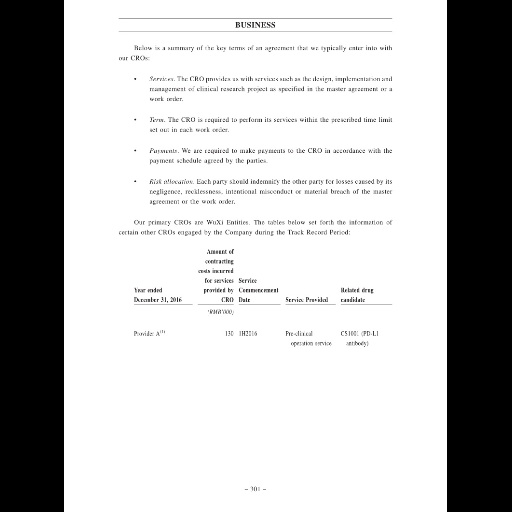 BUSINESS
Below is a summary of the key terms of an agreement that we typically enter into with
our CROs:
• Services. The CRO provides us with services such as the design, implementation and
management of clinical research project as specified in the master agreement or a
work order.
• Term. The CRO is required to perform its services within the prescribed time limit
set out in each work order.
• Payments. We are required to make payments to the CRO in accordance with the
payment schedule agreed by the parties.
• Risk allocation. Each party should indemnify the other party for losses caused by its
negligence, recklessness, intentional misconduct or material breach of the master
agreement or the work order.
Our primary CROs are WuXi Entities. The tables below set forth the information of
certain other CROs engaged by the Company during the Track Record Period:
Amount of
contracting
costs incurred
for services Service
Year ended provided by Commencement Related drug
December 31, 2016 CRO Date Service Provided candidate
(RMB'000)
Provider A(1) 130 1H2016 Pre-clinical CS1001 (PD-L1
operation service antibody)
– 301 –